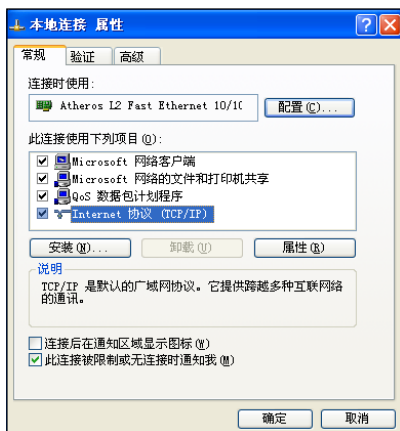 本地连接 属性
常规 验证 高级
连接时使用:
Atheros L2 Fast Ethernet 10/10
配置(C)...
此连接使用下列项目(O):
Microsoft 网络客户端
Microsoft 网络的文件和打印机共享
QoS 数据包计划程序
Internet 协议 (TCP/IP)
安装(N)... 卸载(U) 属性(R)
说明
TCP/IP 是默认的广域网协议。它提供跨越多种互联网络
的通讯。
连接后在通知区域显示图标(W)
此连接被限制或无连接时通知我(M)
确定 取消